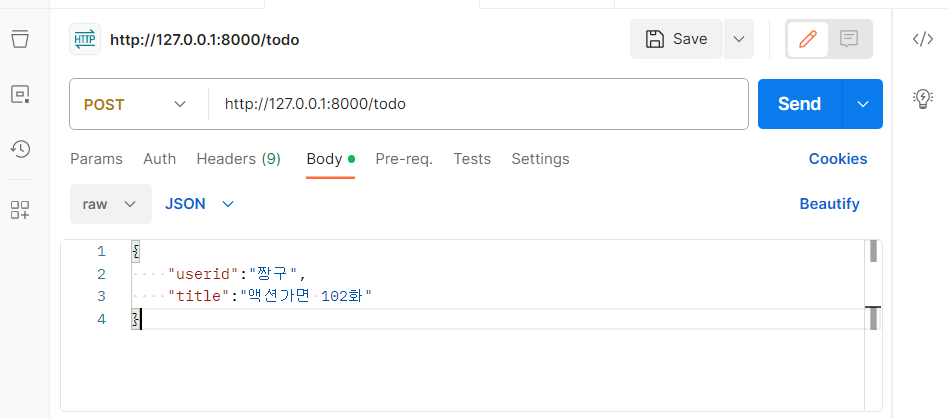 HTTP http://127.0.0.1:8000/todo Save
POST http://127.0.0.1:8000/todo Send
Params Auth Headers (9) Body Pre-req. Tests Settings Cookies
raw JSON Beautify
1 {
2 "userid":"짱구",
3 "title":"액션가면 102화"
4 }